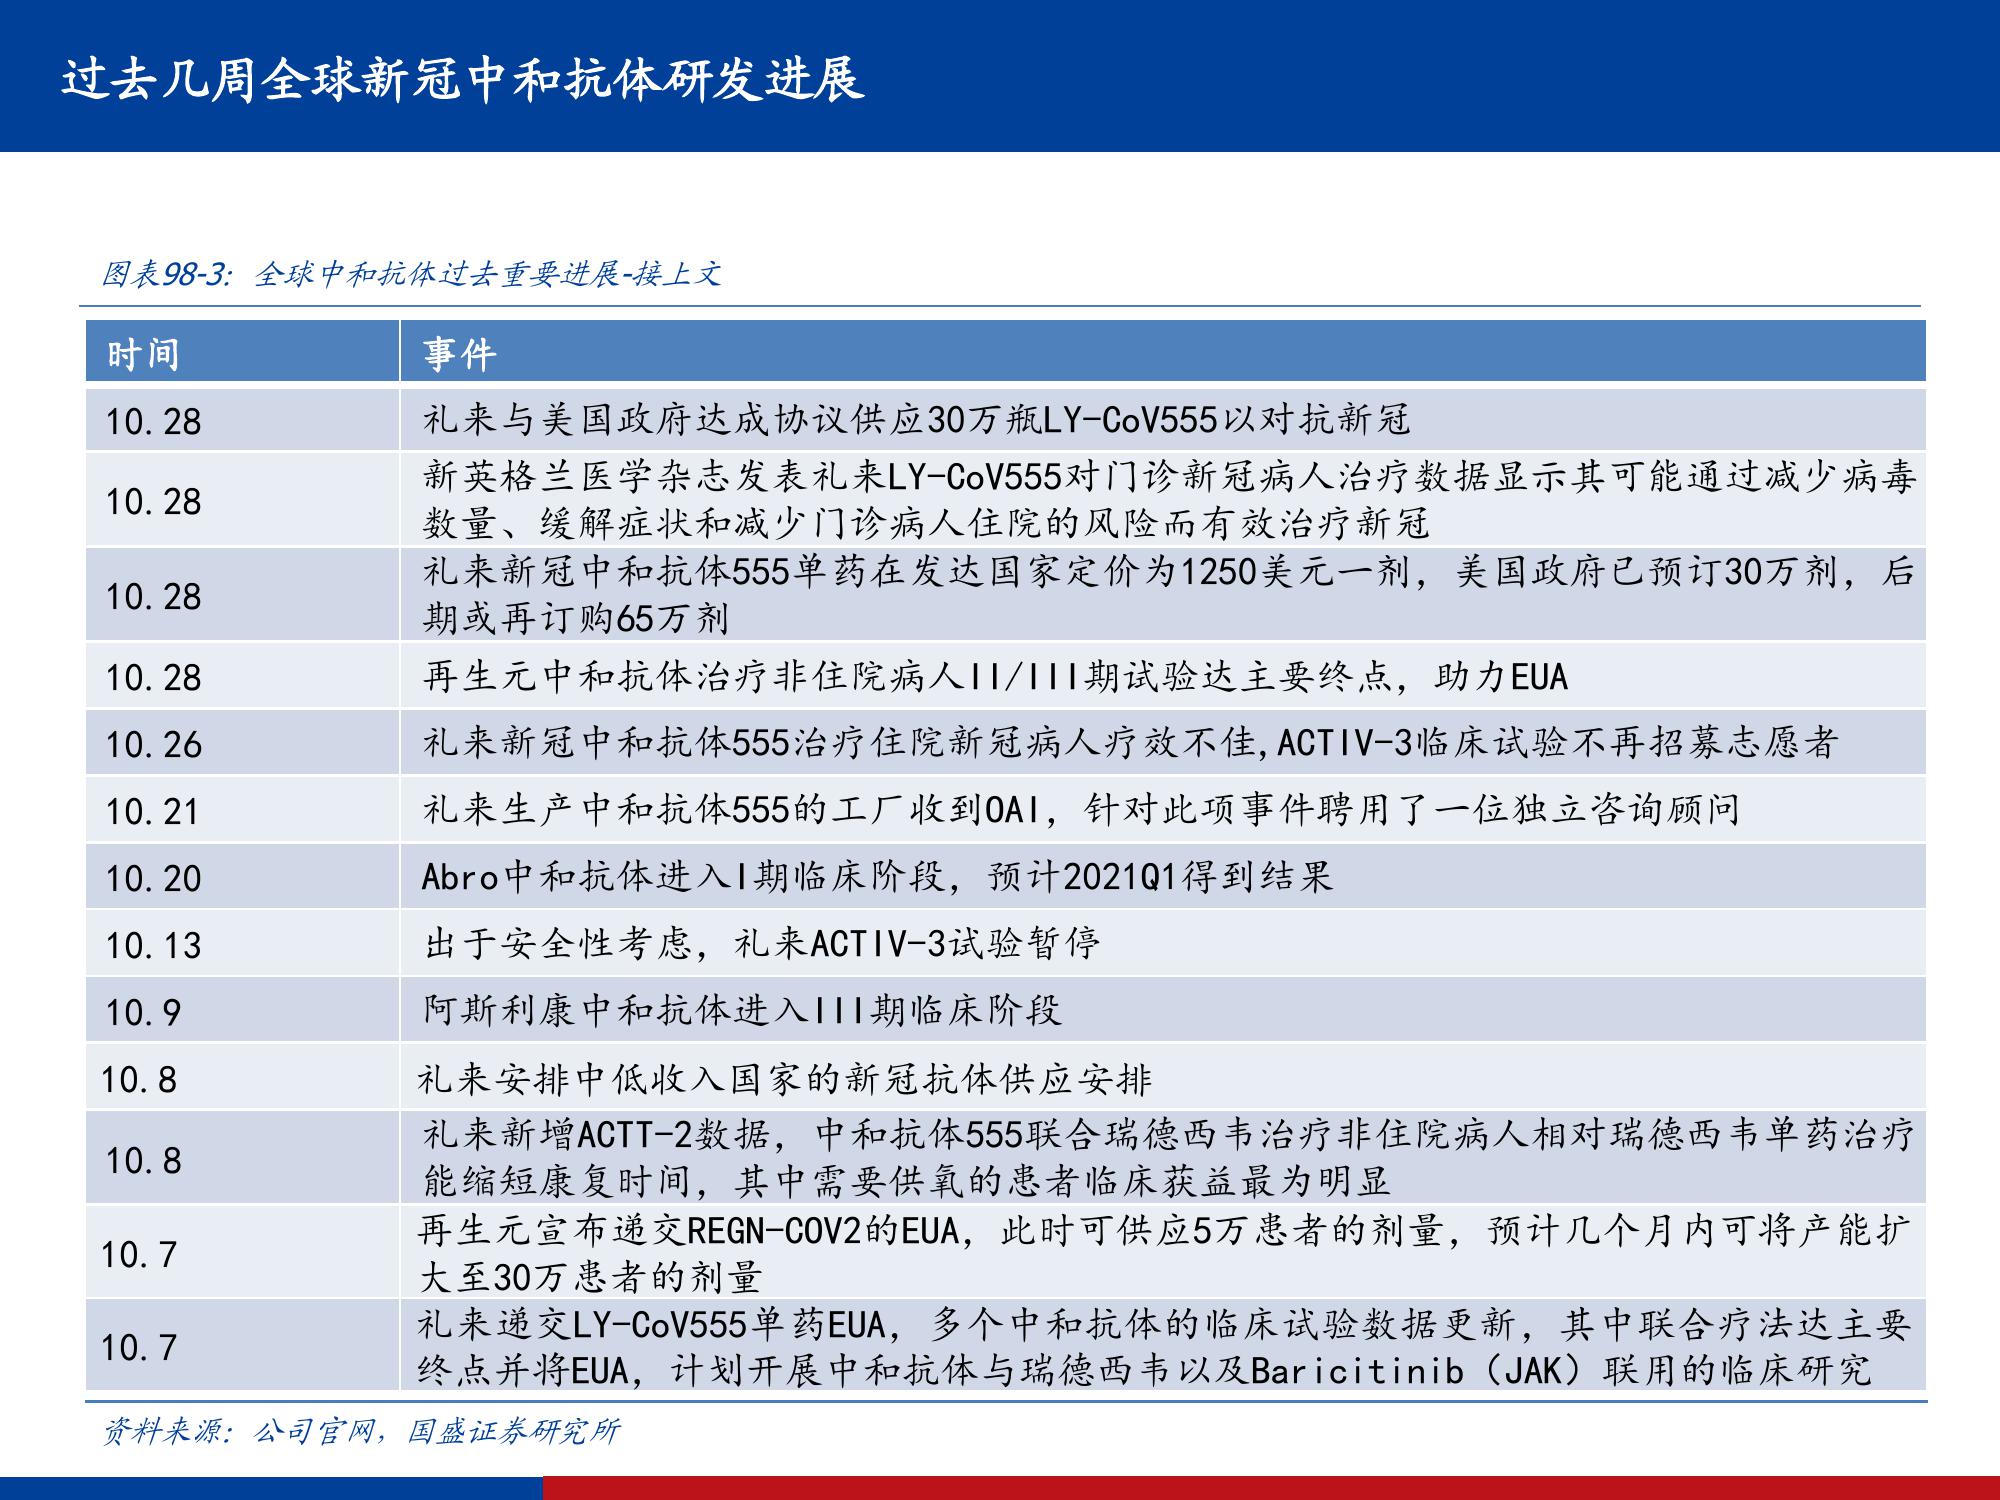 过去几周全球新冠中和抗体研发进展
图表98-3：全球中和抗体过去重要进展-接上文
时间 事件
10.28 礼来与美国政府达成协议供应30万瓶LY-CoV555以对抗新冠
10.28 新英格兰医学杂志发表礼来LY-CoV555对门诊新冠病人治疗数据显示其可能通过减少病毒
数量、缓解症状和减少门诊病人住院的风险而有效治疗新冠
10.28 礼来新冠中和抗体555单药在发达国家定价为1250美元一剂，美国政府已预订30万剂，后
期或再订购65万剂
10.28 再生元中和抗体治疗非住院病人II/III期试验达主要终点，助力EUA
10.26 礼来新冠中和抗体555治疗住院新冠病人疗效不佳,ACTIV-3临床试验不再招募志愿者
10.21 礼来生产中和抗体555的工厂收到OAI，针对此项事件聘用了一位独立咨询顾问
10.20 Abro中和抗体进入I期临床阶段，预计2021Q1得到结果
10.13 出于安全性考虑，礼来ACTIV-3试验暂停
10.9 阿斯利康中和抗体进入III期临床阶段
10.8 礼来安排中低收入国家的新冠抗体供应安排
10.8 礼来新增ACTT-2数据，中和抗体555联合瑞德西韦治疗非住院病人相对瑞德西韦单药治疗
能缩短康复时间，其中需要供氧的患者临床获益最为明显
10.7 再生元宣布递交REGN-COV2的EUA，此时可供应5万患者的剂量，预计几个月内可将产能扩
大至30万患者的剂量
10.7 礼来递交LY-CoV555单药EUA，多个中和抗体的临床试验数据更新，其中联合疗法达主要
终点并将EUA，计划开展中和抗体与瑞德西韦以及Baricitinib（JAK）联用的临床研究
资料来源：公司官网，国盛证券研究所